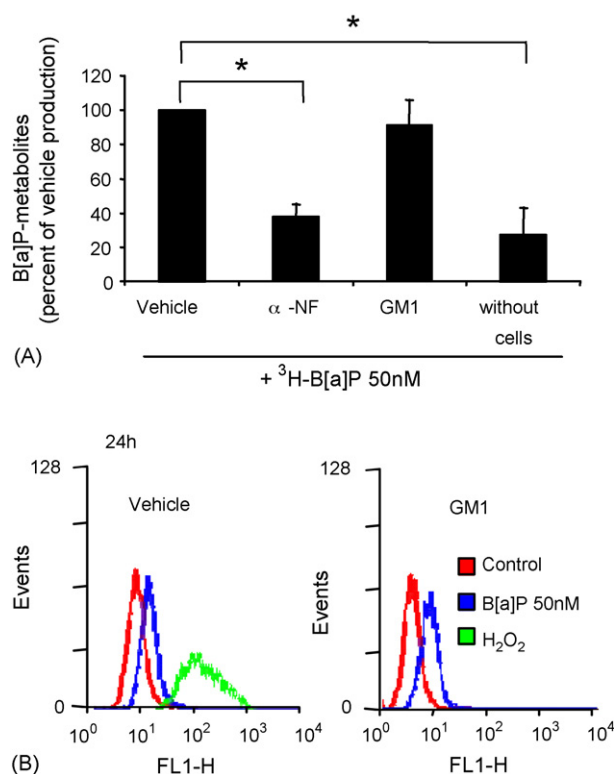 *
*
B[a]P-metabolites
(percent of vehicle production)
120
100
80
60
40
20
0
Vehicle α-NF GM1 without cells
+ ³H-B[a]P 50nM
(A)
24h
128
Vehicle
Events
0
10⁰ 10¹ 10² 10³ 10⁴
FL1-H
128
GM1
Control
B[a]P 50nM
H₂O₂
Events
0
10⁰ 10¹ 10² 10³ 10⁴
FL1-H
(B)